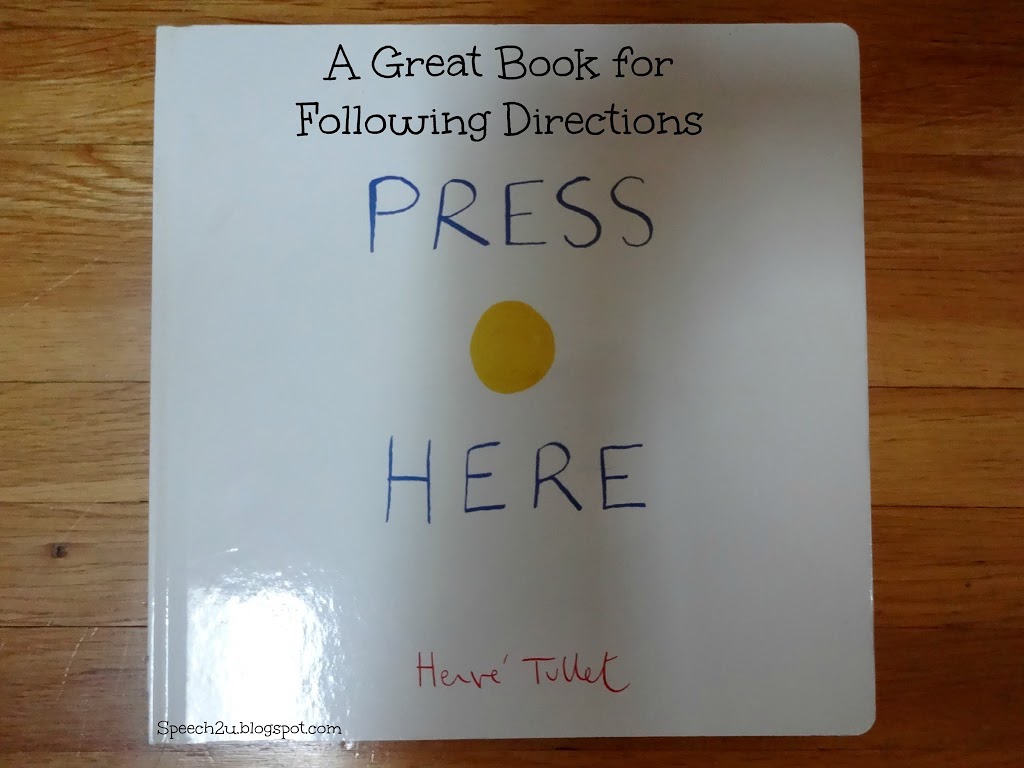 A Great Book for
Following Directions
PRESS
HERE
Hervé Tullet
Speech2u.blogspot.com